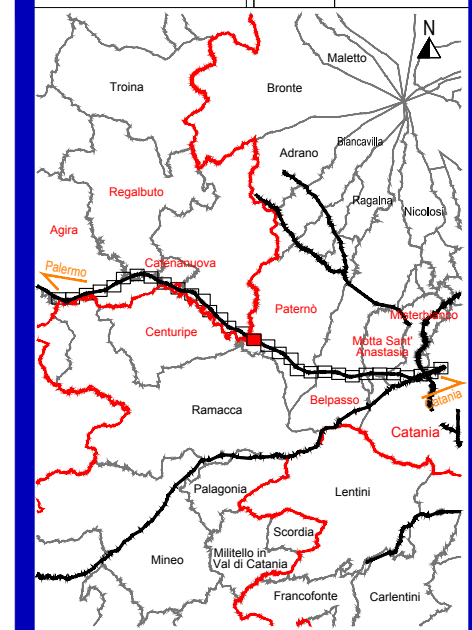 N
Maletto
Troina
Bronte
Biancavilla
Adrano
Regalbuto
Ragalna
Nicolosi
Agira
Catenanuova
Palermo
Paternò
Misterbianco
Centuripe
Motta Sant'
Anastasia
Belpasso
Catania
Ramacca
Catania
Palagonia
Lentini
Scordia
Mineo
Militello in
Val di Catania
Francofonte
Carlentini